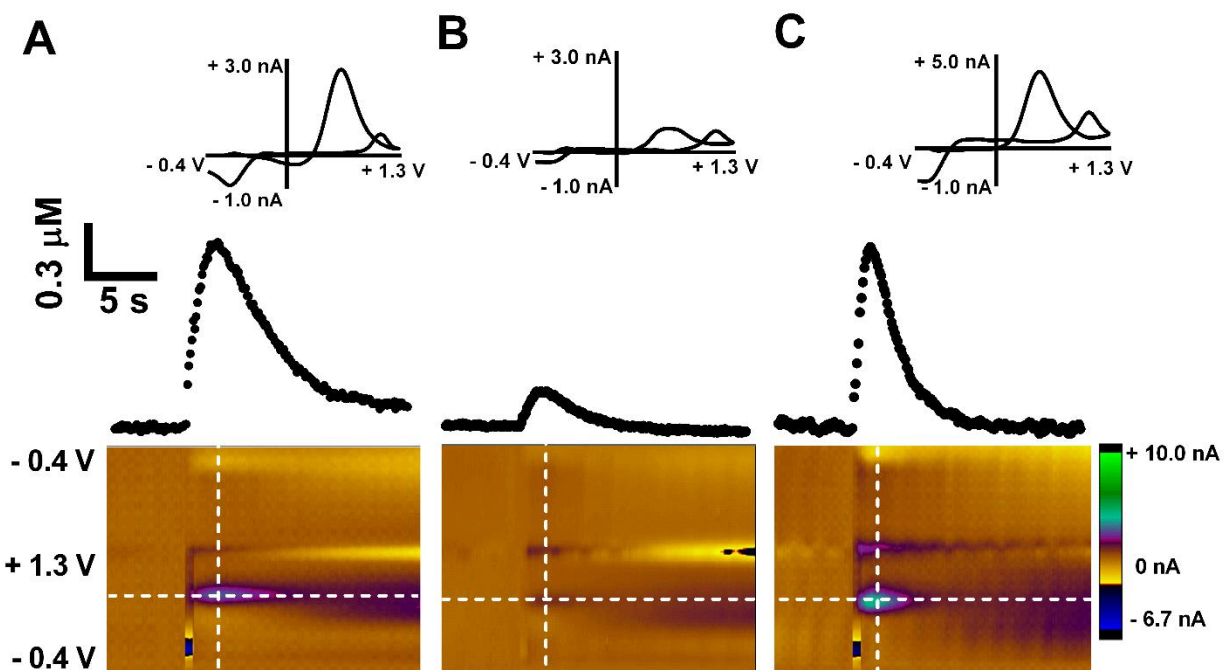 A
B
C
+ 3.0 nA
- 0.4 V
+ 1.3 V
- 1.0 nA
+ 3.0 nA
- 0.4 V
+ 1.3 V
- 1.0 nA
+ 5.0 nA
- 0.4 V
+ 1.3 V
- 1.0 nA
0.3 μM
5 s
- 0.4 V
+ 1.3 V
- 0.4 V
+ 10.0 nA
0 nA
- 6.7 nA